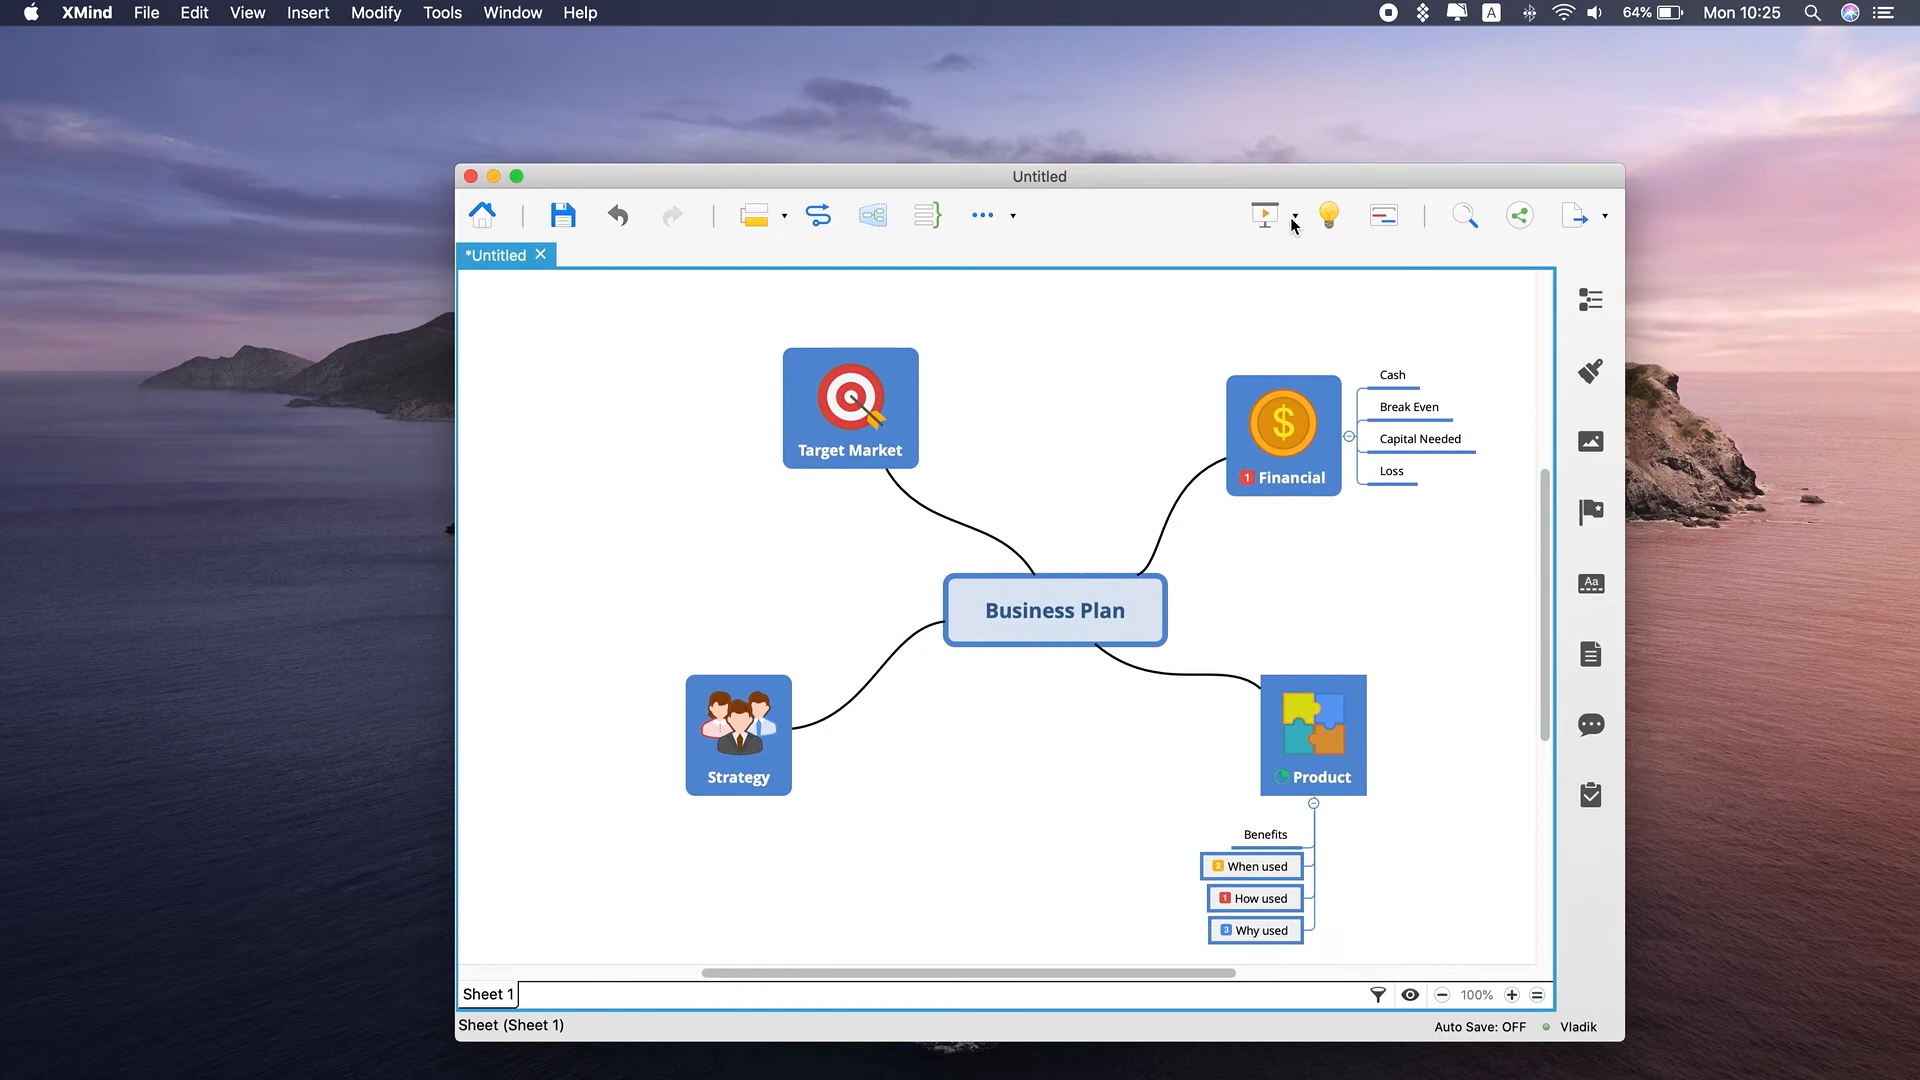 XMind File Edit View Insert Modify Tools Window Help
A 64% Mon 10:25
Untitled
*Untitled
Target Market
$
1 Financial
Cash
Break Even
Capital Needed
Loss
Business Plan
Strategy
Product
Benefits
2 When used
1 How used
3 Why used
Aa
Sheet 1
100%
Sheet (Sheet 1)
Auto Save: OFF Vladik